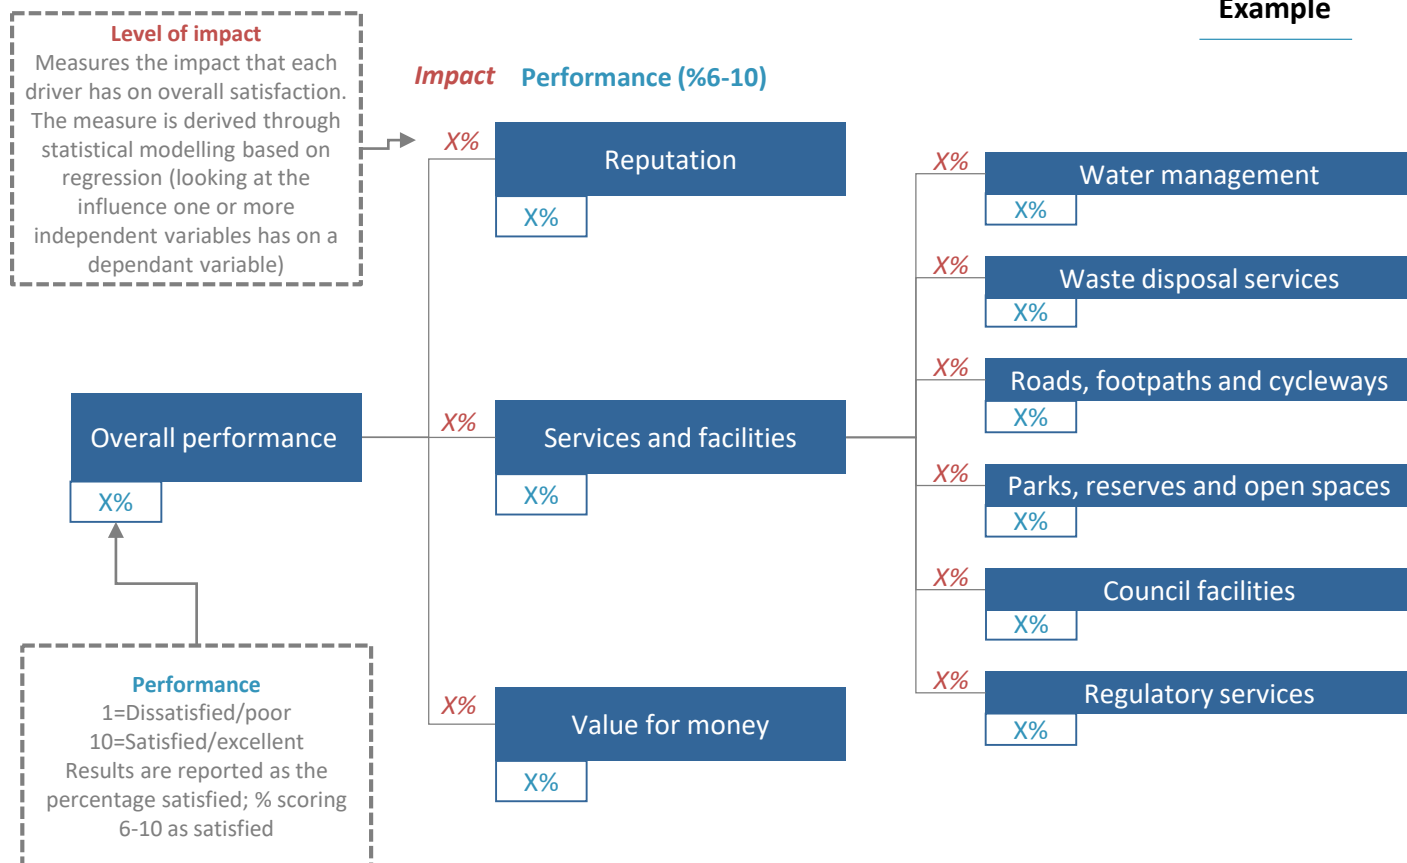 Example
Level of impact
Measures the impact that each
driver has on overall satisfaction.
The measure is derived through
statistical modelling based on
regression (looking at the
influence one or more
independent variables has on a
dependant variable)
Impact Performance (%6-10)
X%
Reputation
X%
X%
Services and facilities
X%
X%
Value for money
X%
Overall performance
X%
X%
Water management
X%
X%
Waste disposal services
X%
X%
Roads, footpaths and cycleways
X%
X%
Parks, reserves and open spaces
X%
X%
Council facilities
X%
X%
Regulatory services
X%
Performance
1=Dissatisfied/poor
10=Satisfied/excellent
Results are reported as the
percentage satisfied; % scoring
6-10 as satisfied